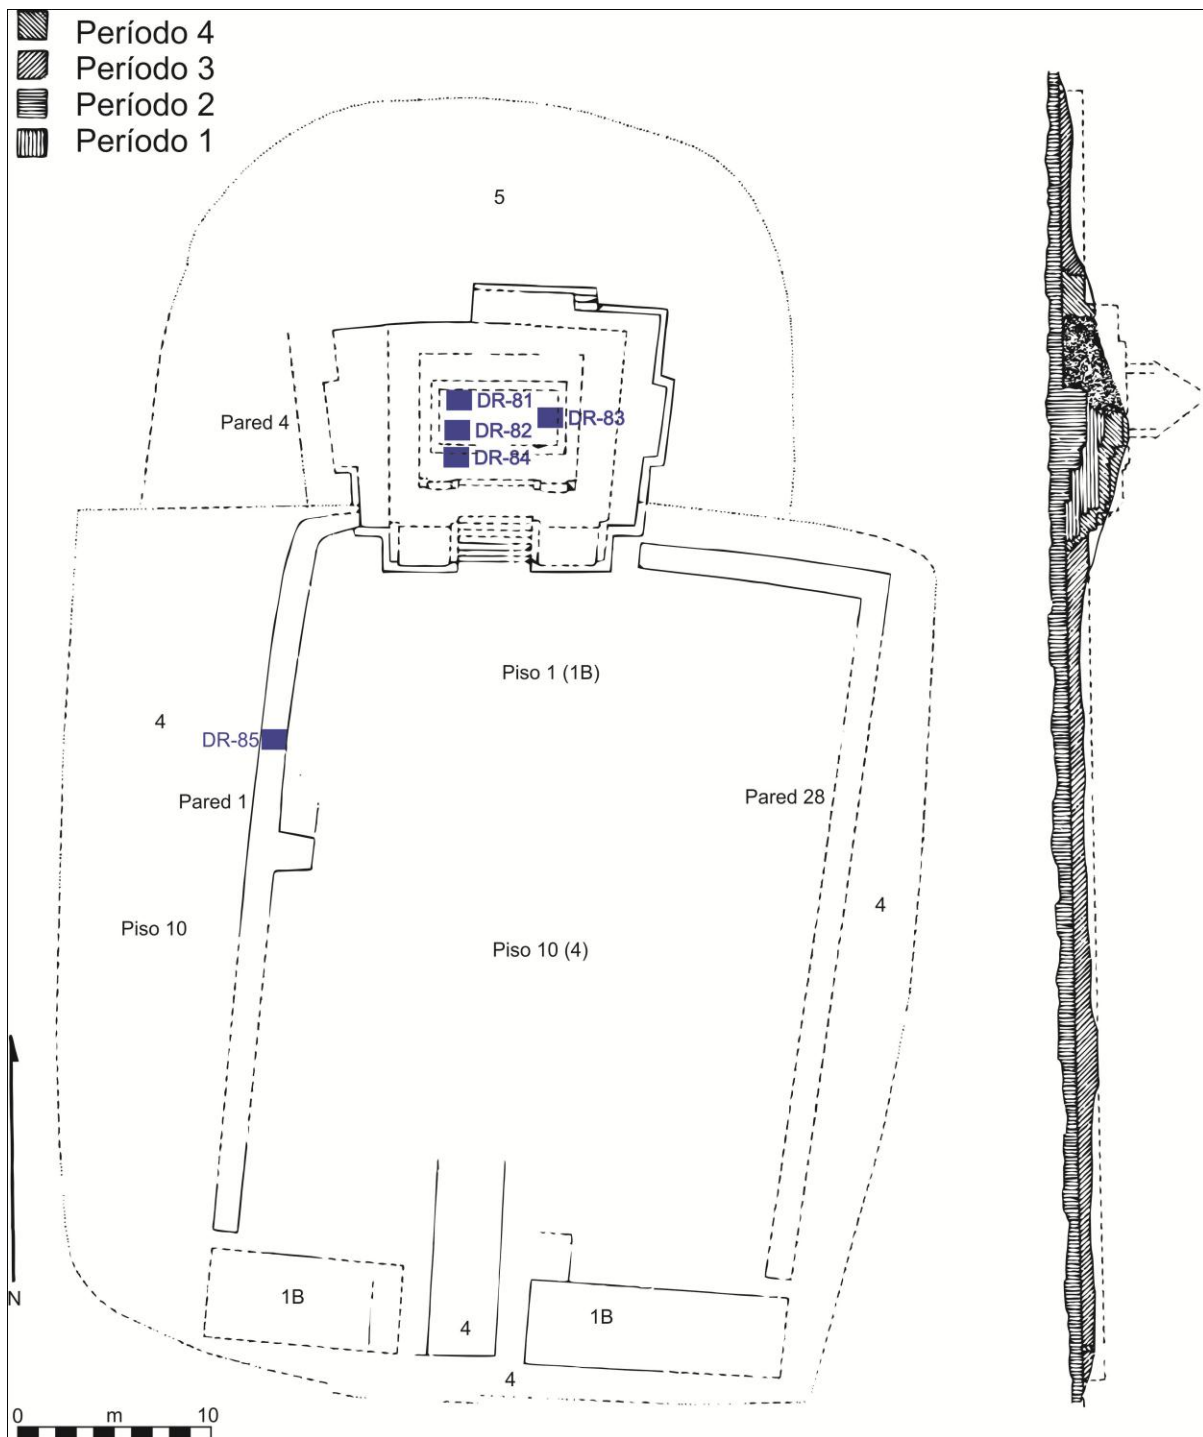 Período 4
Período 3
Período 2
Período 1
5
Pared 4
DR-81
DR-83
DR-82
DR-84
Piso 1 (1B)
4
DR-85
Pared 1
Pared 28
4
Piso 10
Piso 10 (4)
N
1B
4
1B
4
0 m 10